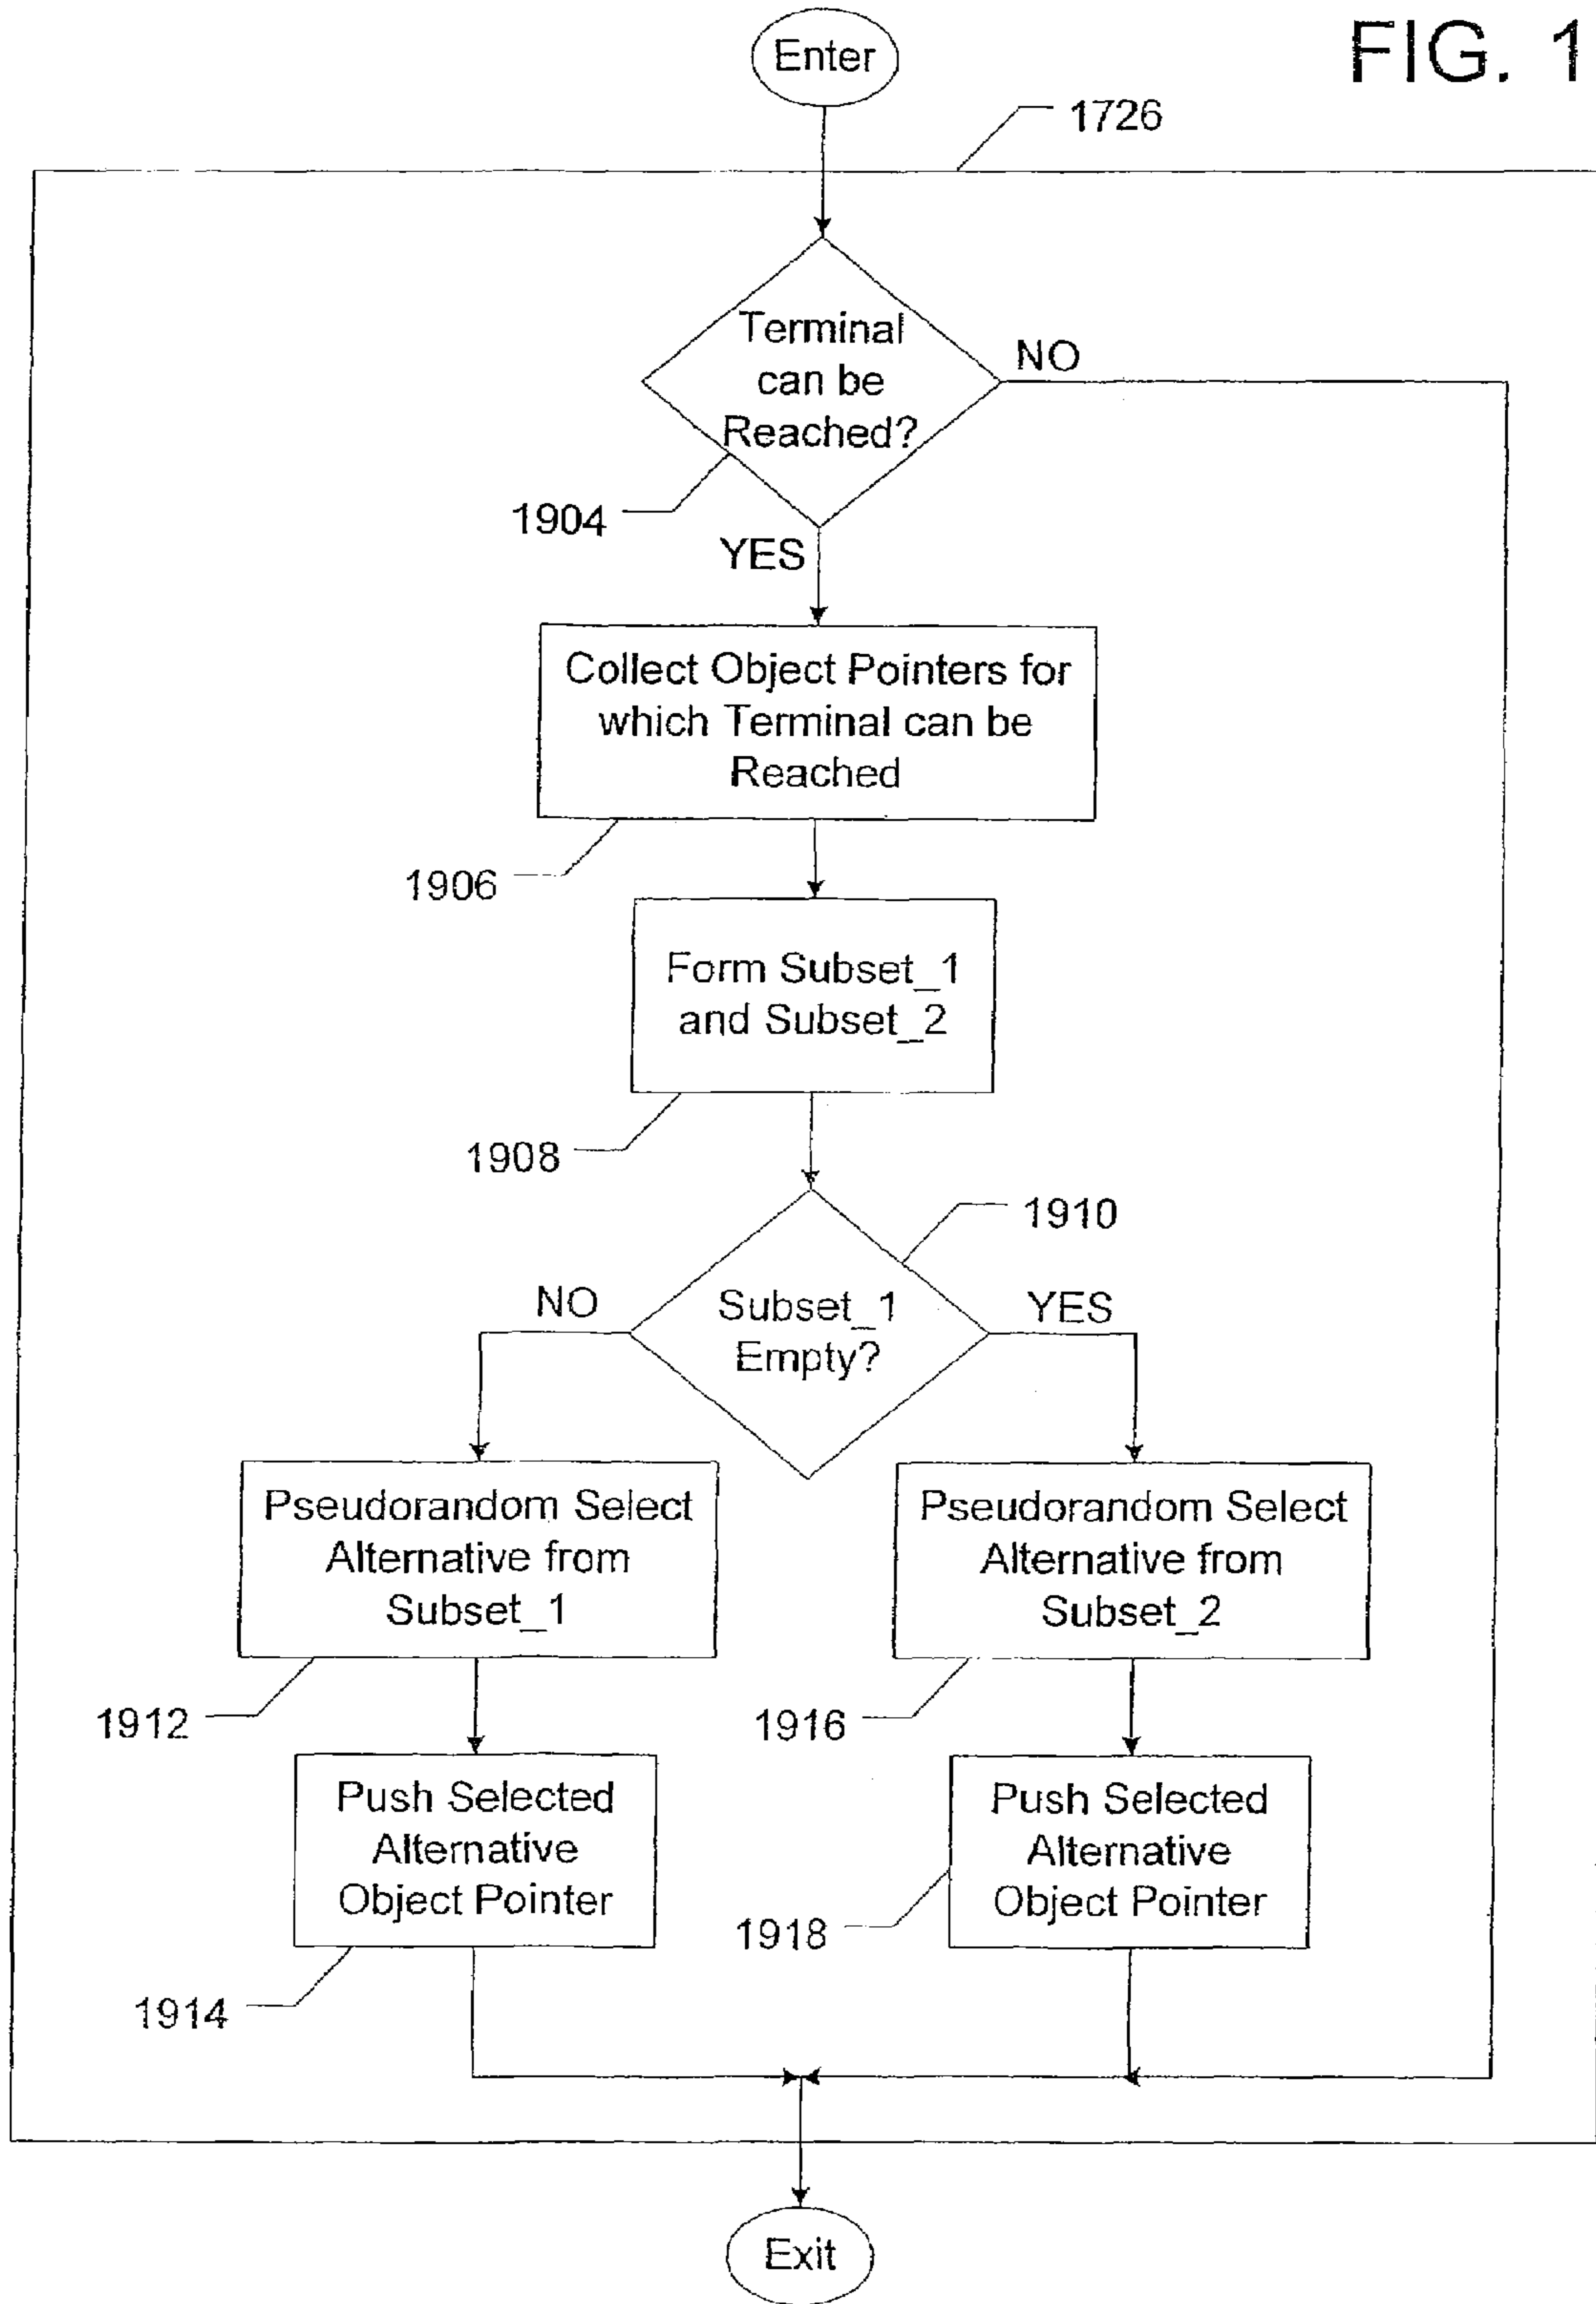 Enter
FIG. 1
1726
Terminal
can be
Reached?
NO
1904
YES
Collect Object Pointers for
which Terminal can be
Reached
1906
Form Subset_1
and Subset_2
1908
1910
NO
Subset_1
Empty?
YES
Pseudorandom Select
Alternative from
Subset_1
Pseudorandom Select
Alternative from
Subset_2
1912
1916
Push Selected
Alternative
Object Pointer
Push Selected
Alternative
Object Pointer
1918
1914
Exit